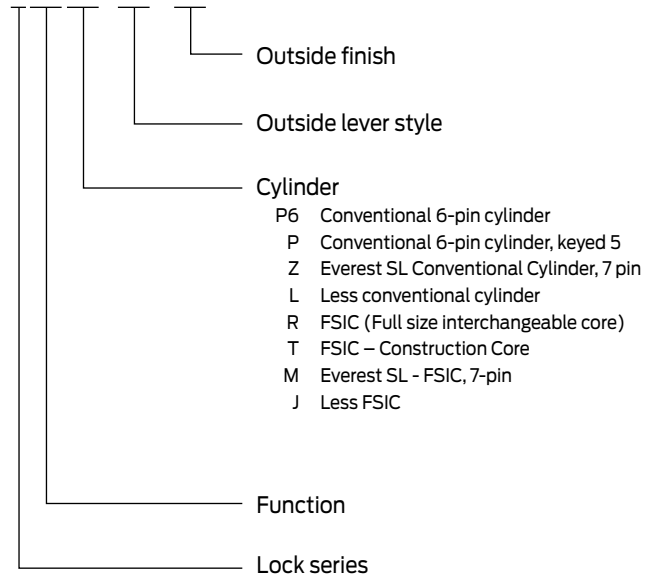 Outside finish
Outside lever style
Cylinder
P6 Conventional 6-pin cylinder
P Conventional 6-pin cylinder, keyed 5
Z Everest SL Conventional Cylinder, 7 pin
L Less conventional cylinder
R FSIC (Full size interchangeable core)
T FSIC – Construction Core
M Everest SL - FSIC, 7-pin
J Less FSIC
Function
Lock series